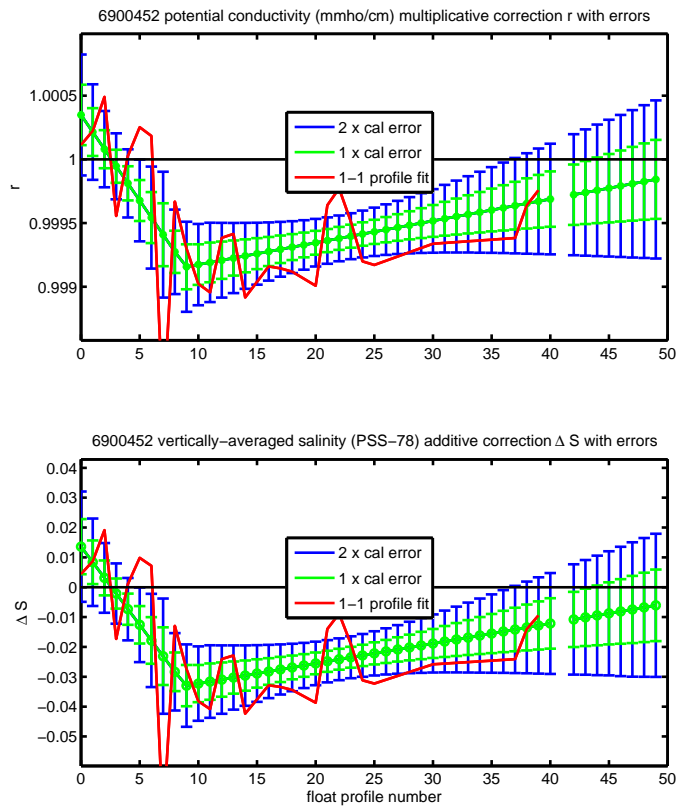 6900452 potential conductivity (mmho/cm) multiplicative correction r with errors
1.0005
1
0.9995
0.999
r
2 x cal error
1 x cal error
1−1 profile fit
0 5 10 15 20 25 30 35 40 45 50
6900452 vertically−averaged salinity (PSS−78) additive correction Δ S with errors
0.04
0.03
0.02
0.01
0
−0.01
−0.02
−0.03
−0.04
−0.05
Δ S
2 x cal error
1 x cal error
1−1 profile fit
0 5 10 15 20 25 30 35 40 45 50
float profile number